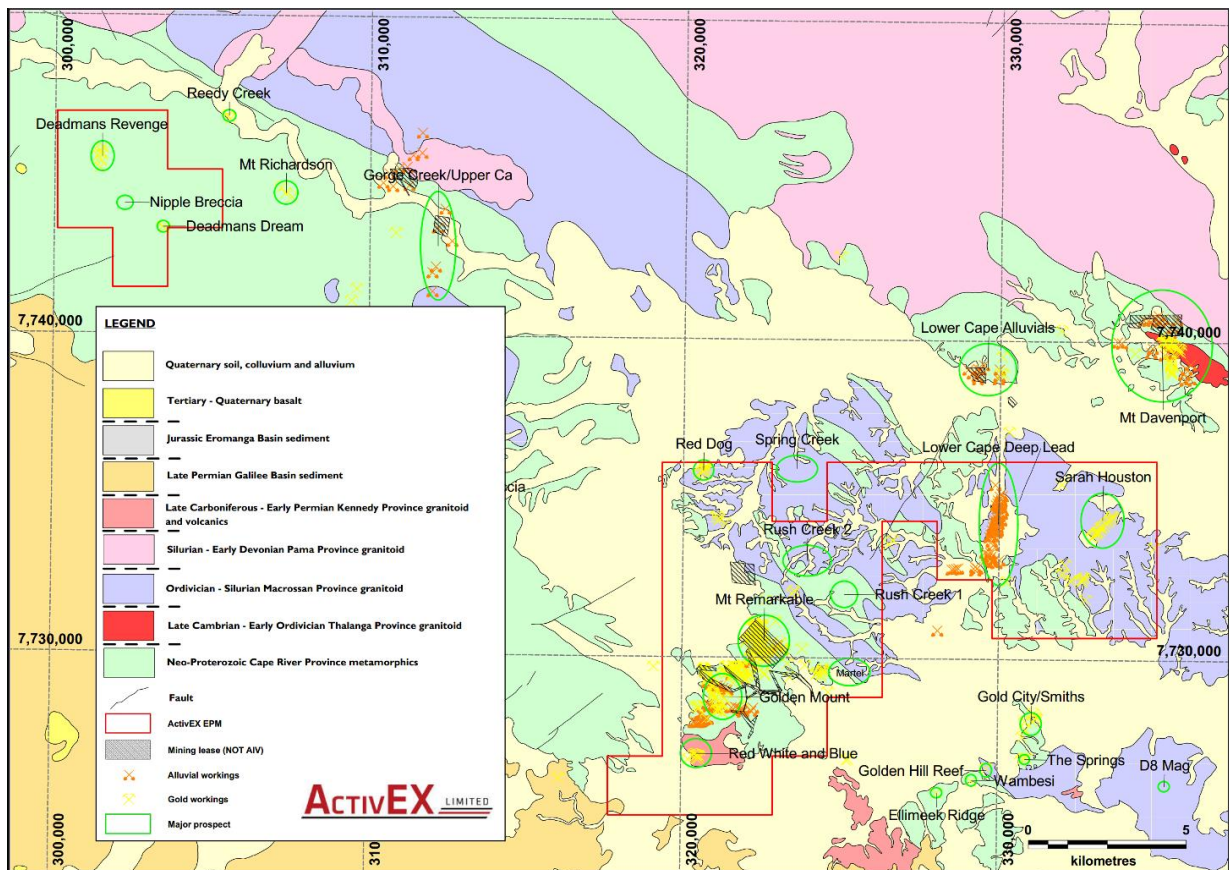 300,000
310,000
320,000
330,000
Reedy Creek
Deadmans Revenge
Mt Richardson
Gorge Creek/Upper Ca
Nipple Breccia
Deadmans Dream
7,740,000
7,740,000
Lower Cape Alluvials
Mt Davenport
LEGEND
Quaternary soil, colluvium and alluvium
Tertiary - Quaternary basalt
Jurassic Eromanga Basin sediment
Late Permian Galilee Basin sediment
Late Carboniferous - Early Permian Kennedy Province granitoid
and volcanics
Silurian - Early Devonian Pama Province granitoid
Ordivician - Silurian Macrossan Province granitoid
Late Cambrian - Early Ordivician Thalanga Province granitoid
Neo-Proterozoic Cape River Province metamorphics
Fault
ActivEX EPM
Mining lease (NOT AIV)
Alluvial workings
Gold workings
Major prospect
ACTIVEX LIMITED
Red Dog
Spring Creek
Lower Cape Deep Lead
Sarah Houston
ccia
Rush Creek 2
Mt Remarkable
Rush Creek 1
7,730,000
7,730,000
Martel
Golden Mount
Gold City/Smiths
Red White and Blue
The Springs
Golden Hill Reef
Wambesi
D8 Mag
Ellimeek Ridge
0 5
kilometres
300,000
310
320,000
330,000